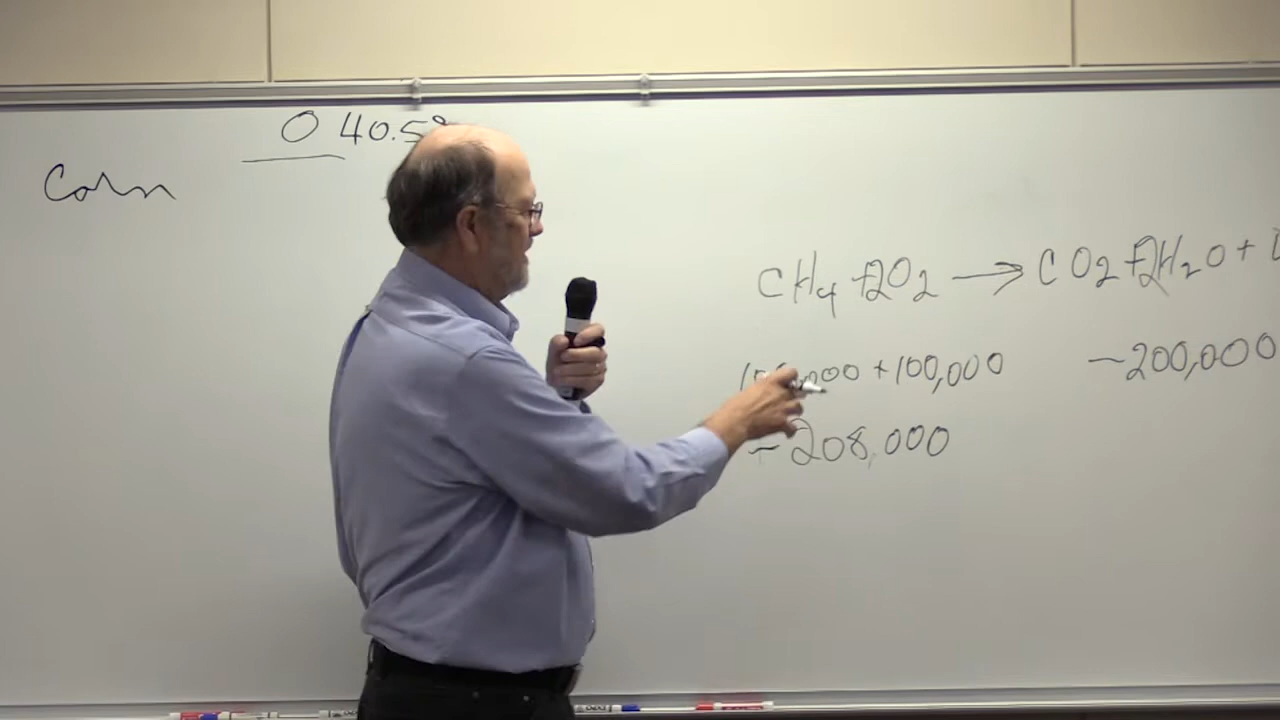 O 40.5
Corn
CH4 + 2O2 → CO2 + 2H2O +
+ 100,000
~200,000
~208,000